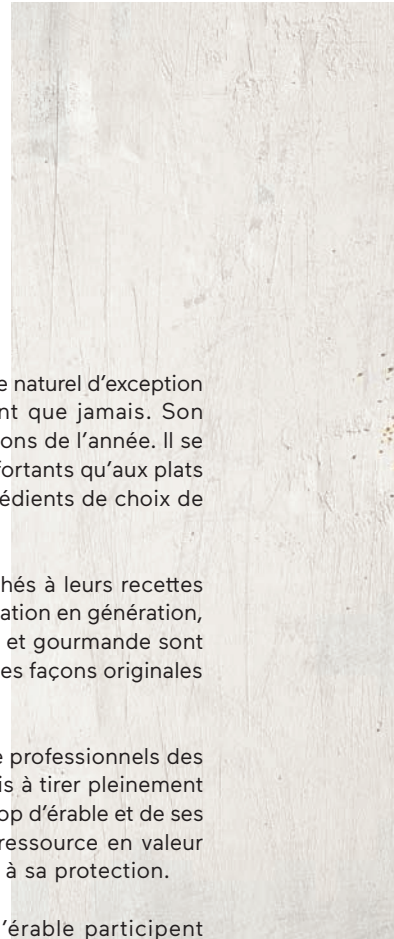 e naturel d'exception
nt que jamais. Son
ons de l'année. Il se
fortants qu'aux plats
édients de choix de
hés à leurs recettes
ation en génération,
et gourmande sont
es façons originales
e professionnels des
is à tirer pleinement
op d'érable et de ses
ressource en valeur
à sa protection.
'érable participent